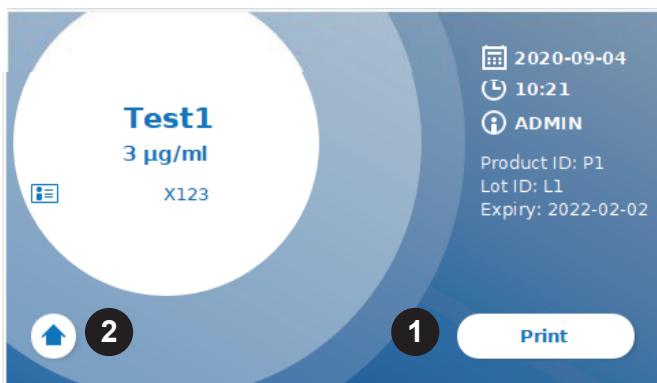 Test1
3 µg/ml
X123
2020-09-04
10:21
ADMIN
Product ID: P1
Lot ID: L1
Expiry: 2022-02-02
2
1
Print